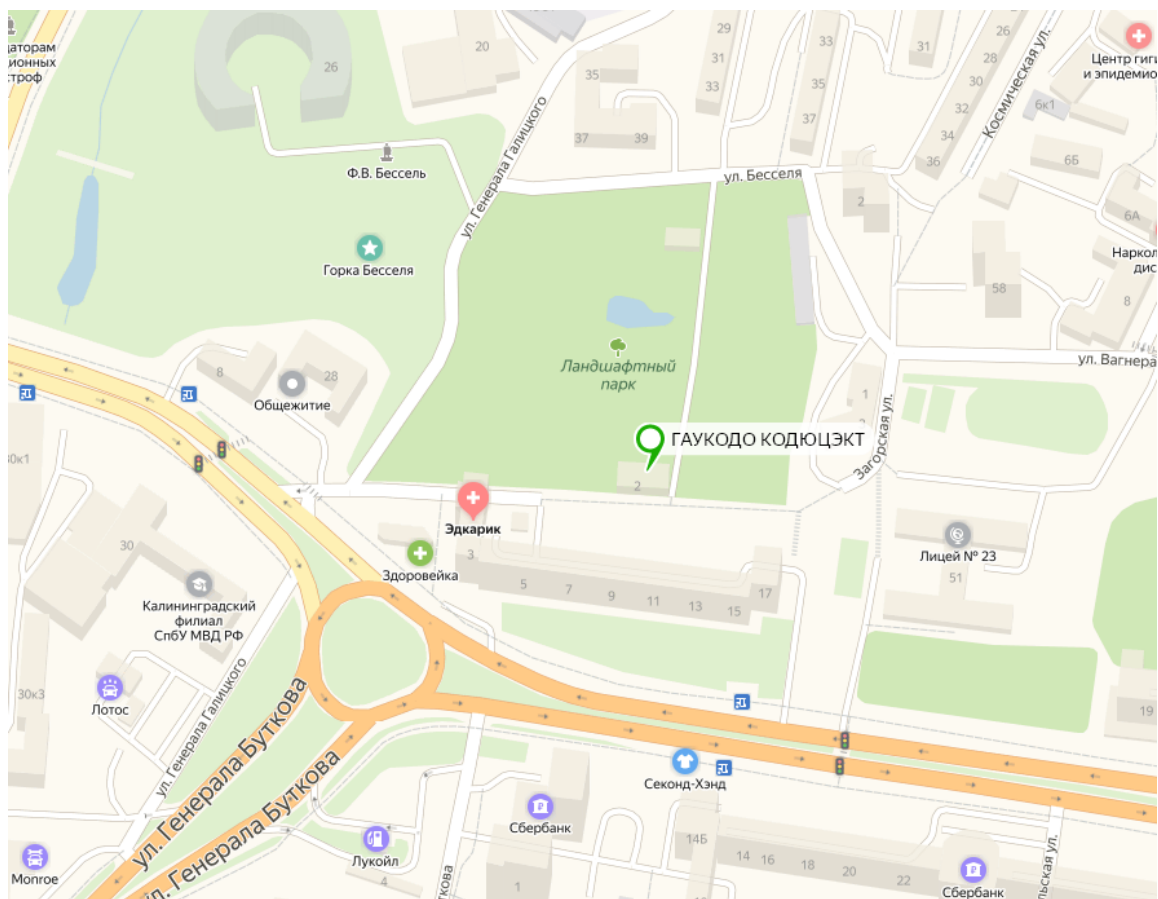 20
29
31
33
33
35
37
31
26
28
30
32
34
36
Космическая ул.
Центр гиги
и эпидемио
6к1
6Б
6А
26
35
37
39
Ф.В. Бессель
ул. Генерала Галицкого
ул. Бесселя
2
Горка Бесселя
58
8
Нарко
дис
ул. Вагнера
Ландшафтный
парк
8
28
Общежитие
1
ГАУКОДО КОДЮЦЭКТ
2
Загорская ул.
30к1
Эдкарик
3
Здоровейка
5
7
9
11
13
15
17
Лицей № 23
51
30
Калининградский
филиал
СпбУ МВД РФ
30к3
Лотос
ул. Генерала Галицкого
ул. Генерала Буткова
ул. Генерала Буткова
19
Секонд-Хэнд
Сбербанк
14Б
14
16
18
20
22
Сбербанк
Лукойл
4
1
Monroe
ткова
льская ул.
даторам
ционных
строф